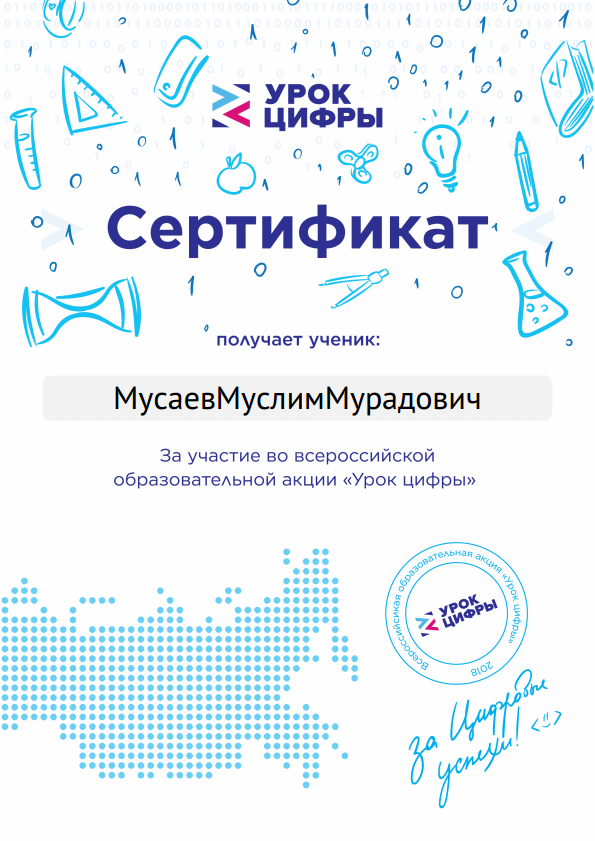 УРОК
ЦИФРЫ
Сертификат
получает ученик:
МусаевМуслимМурадович
За участие во всероссийской
образовательной акции «Урок цифры»
Всероссийсикая образовательная акция «Урок цифры»
УРОК
ЦИФРЫ
2018
за Цифровые
успехи! <!!>